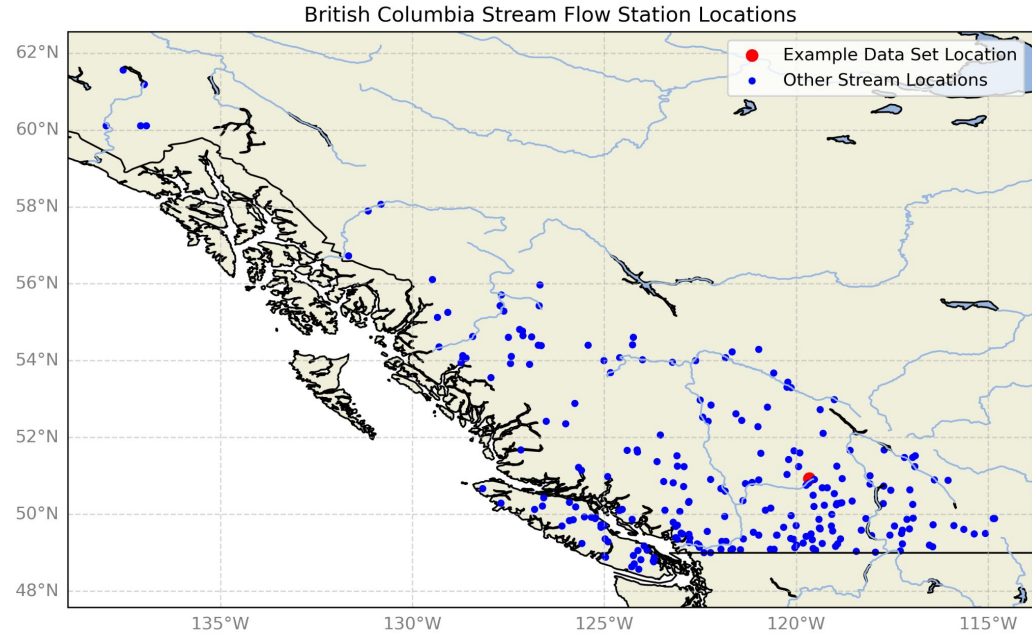 British Columbia Stream Flow Station Locations
Example Data Set Location
Other Stream Locations
62°N
60°N
58°N
56°N
54°N
52°N
50°N
48°N
135°W
130°W
125°W
120°W
115°W